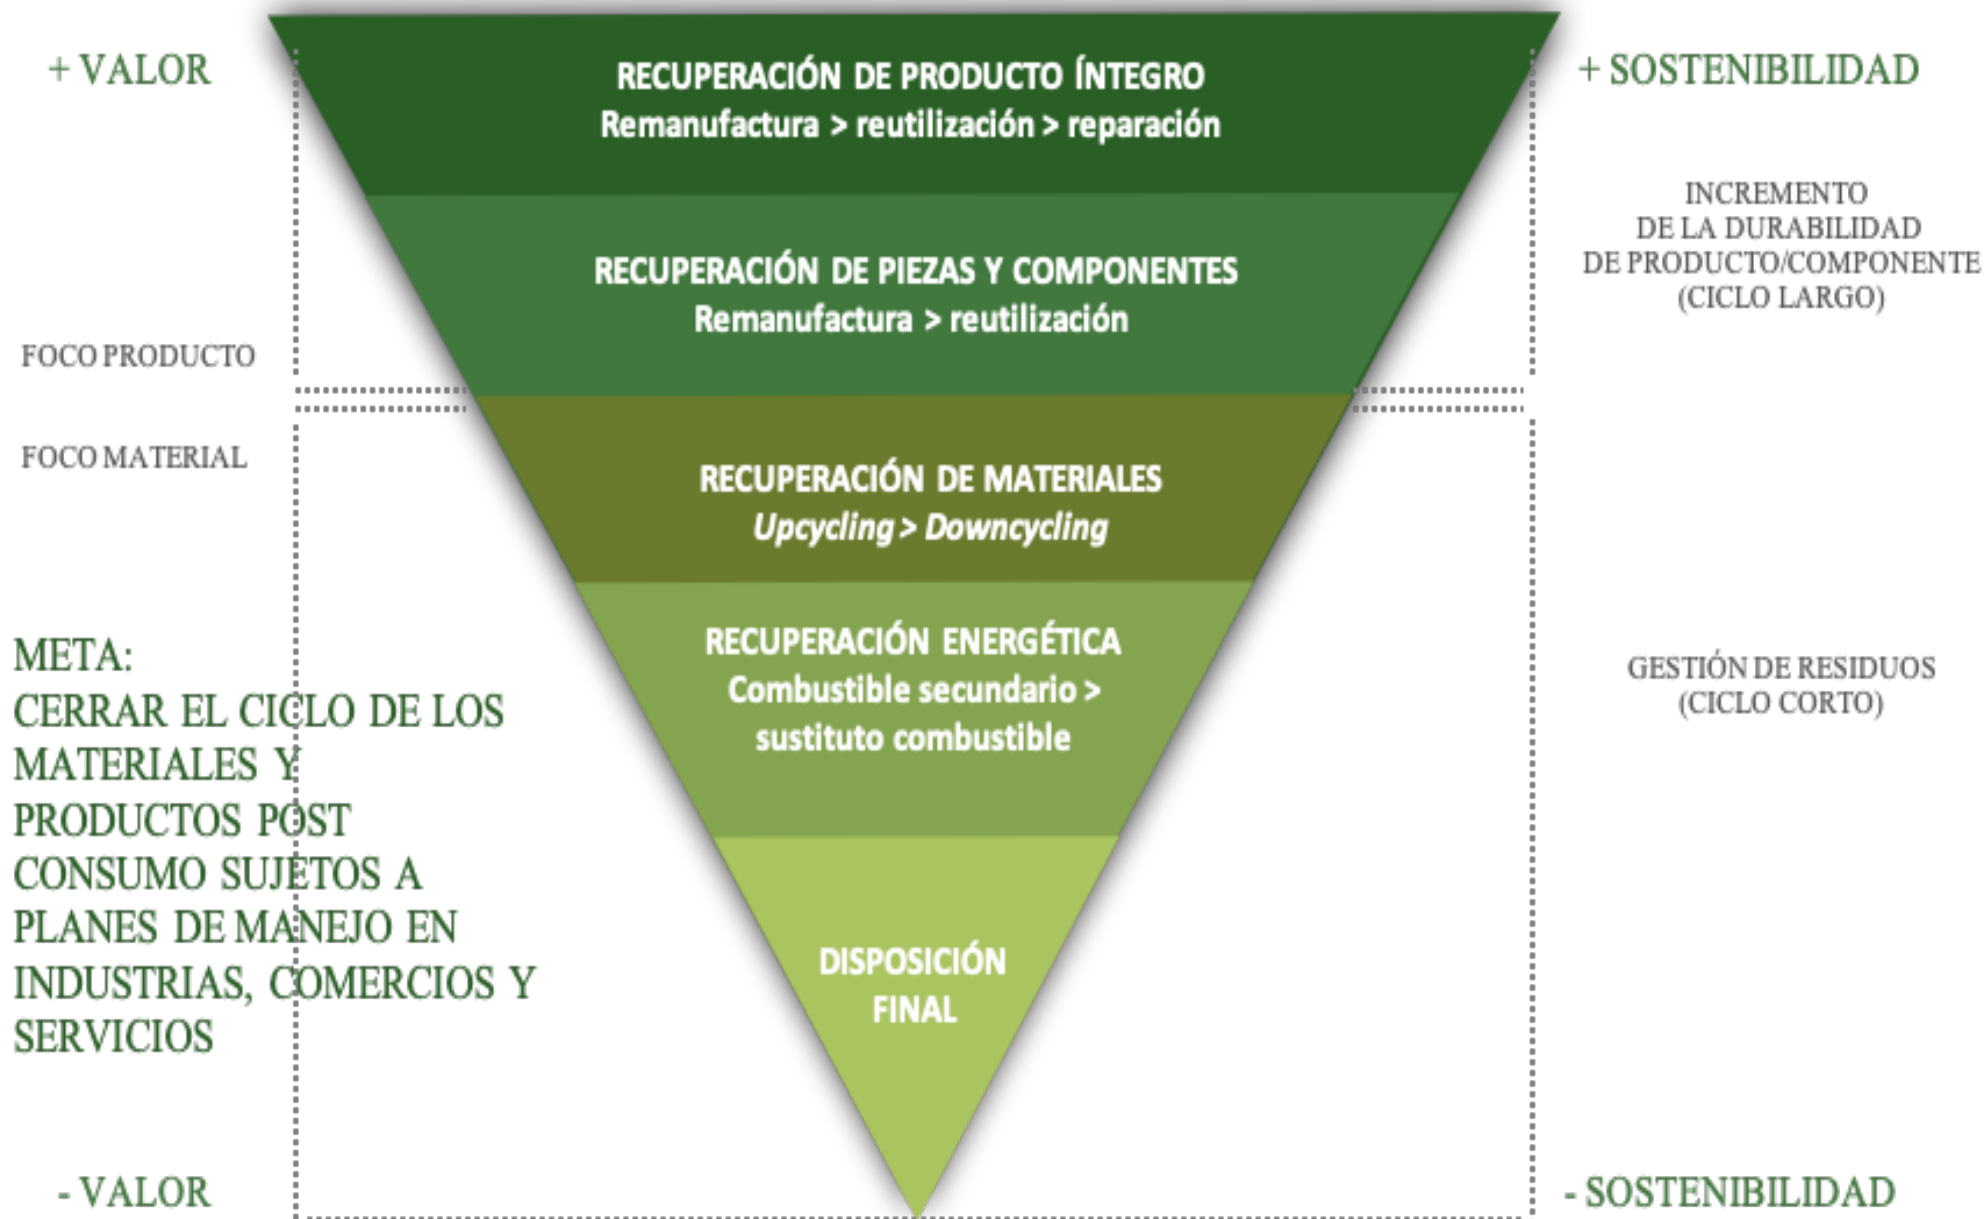 + VALOR
RECUPERACIÓN DE PRODUCTO ÍNTEGRO
Remanufactura > reutilización > reparación
+ SOSTENIBILIDAD
INCREMENTO
DE LA DURABILIDAD
DE PRODUCTO/COMPONENTE
(CICLO LARGO)
RECUPERACIÓN DE PIEZAS Y COMPONENTES
Remanufactura > reutilización
FOCO PRODUCTO
FOCO MATERIAL
RECUPERACIÓN DE MATERIALES
Upcycling > Downcycling
RECUPERACIÓN ENERGÉTICA
Combustible secundario >
sustituto combustible
META:
CERRAR EL CICLO DE LOS
MATERIALES Y
PRODUCTOS POST
CONSUMO SUJETOS A
PLANES DE MANEJO EN
INDUSTRIAS, COMERCIOS Y
SERVICIOS
GESTIÓN DE RESIDUOS
(CICLO CORTO)
DISPOSICIÓN
FINAL
- VALOR
- SOSTENIBILIDAD